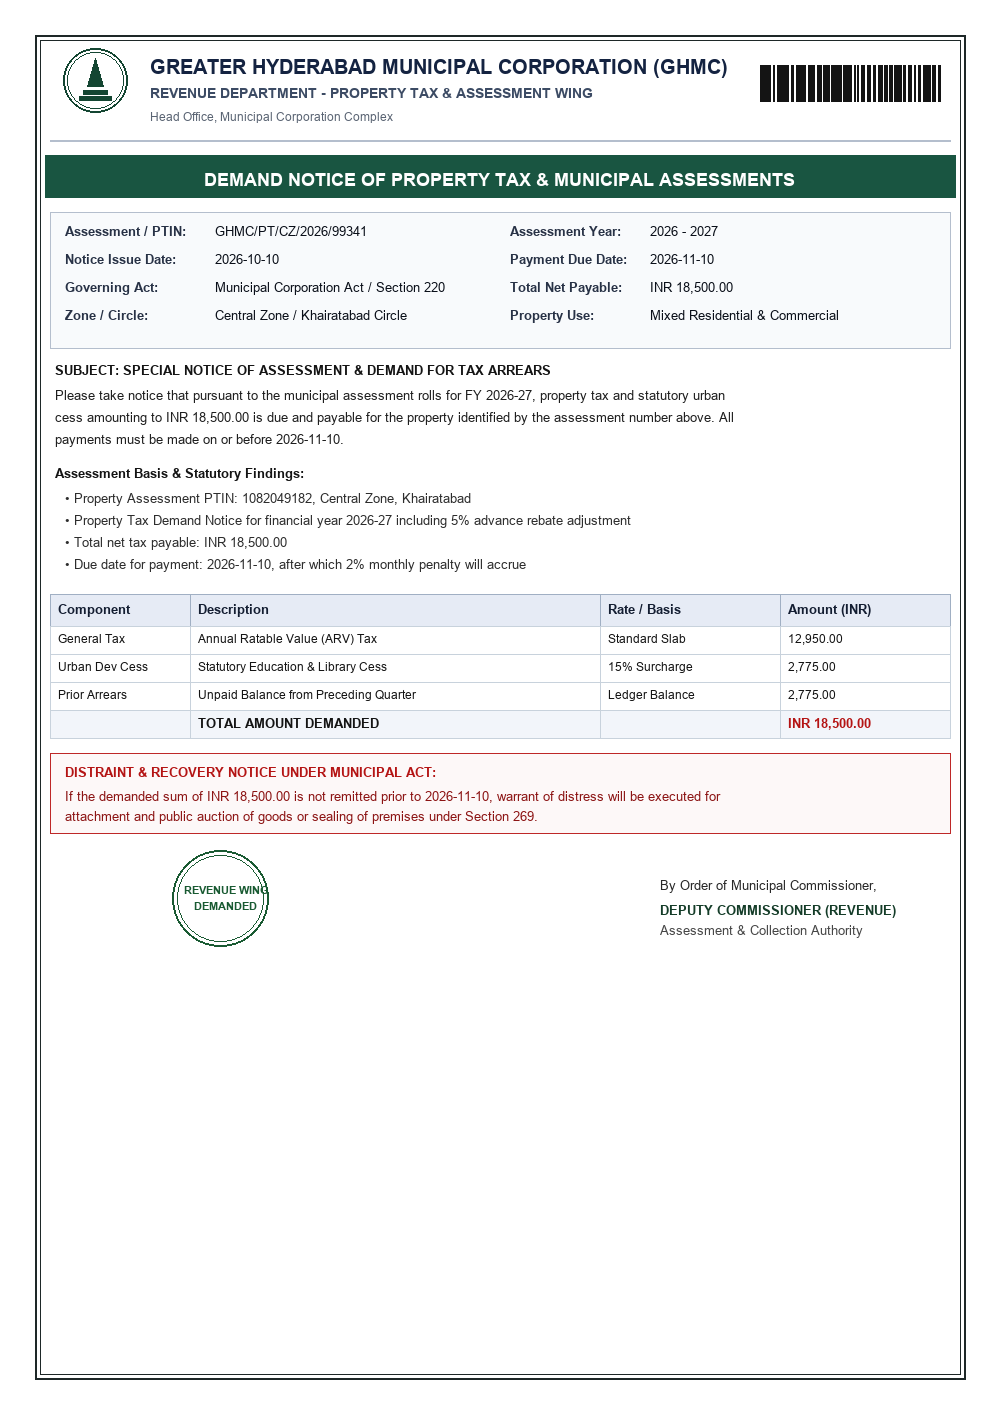 GREATER HYDERABAD MUNICIPAL CORPORATION (GHMC)
REVENUE DEPARTMENT - PROPERTY TAX & ASSESSMENT WING
Head Office, Municipal Corporation Complex
DEMAND NOTICE OF PROPERTY TAX & MUNICIPAL ASSESSMENTS
Assessment / PTIN: GHMC/PT/CZ/2026/99341 Assessment Year: 2026 - 2027
Notice Issue Date: 2026-10-10 Payment Due Date: 2026-11-10
Governing Act: Municipal Corporation Act / Section 220 Total Net Payable: INR 18,500.00
Zone / Circle: Central Zone / Khairatabad Circle Property Use: Mixed Residential & Commercial
SUBJECT: SPECIAL NOTICE OF ASSESSMENT & DEMAND FOR TAX ARREARS
Please take notice that pursuant to the municipal assessment rolls for FY 2026-27, property tax and statutory urban
cess amounting to INR 18,500.00 is due and payable for the property identified by the assessment number above. All
payments must be made on or before 2026-11-10.
Assessment Basis & Statutory Findings:
• Property Assessment PTIN: 1082049182, Central Zone, Khairatabad
• Property Tax Demand Notice for financial year 2026-27 including 5% advance rebate adjustment
• Total net tax payable: INR 18,500.00
• Due date for payment: 2026-11-10, after which 2% monthly penalty will accrue
Component Description Rate / Basis Amount (INR)
General Tax Annual Ratable Value (ARV) Tax Standard Slab 12,950.00
Urban Dev Cess Statutory Education & Library Cess 15% Surcharge 2,775.00
Prior Arrears Unpaid Balance from Preceding Quarter Ledger Balance 2,775.00
TOTAL AMOUNT DEMANDED INR 18,500.00
DISTRAINT & RECOVERY NOTICE UNDER MUNICIPAL ACT:
If the demanded sum of INR 18,500.00 is not remitted prior to 2026-11-10, warrant of distress will be executed for
attachment and public auction of goods or sealing of premises under Section 269.
REVENUE WING
DEMANDED
By Order of Municipal Commissioner,
DEPUTY COMMISSIONER (REVENUE)
Assessment & Collection Authority